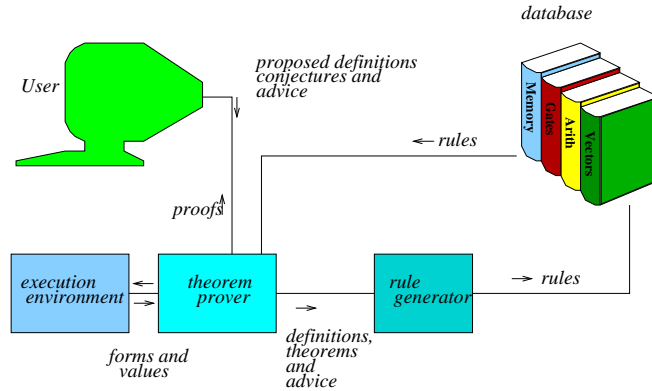 database
proposed definitions
conjectures and
advice
User
Memory
Gates
Arith
Vectors
rules
proofs
execution
environment
theorem
prover
rule
generator
rules
forms and
values
definitions,
theorems
and
advice